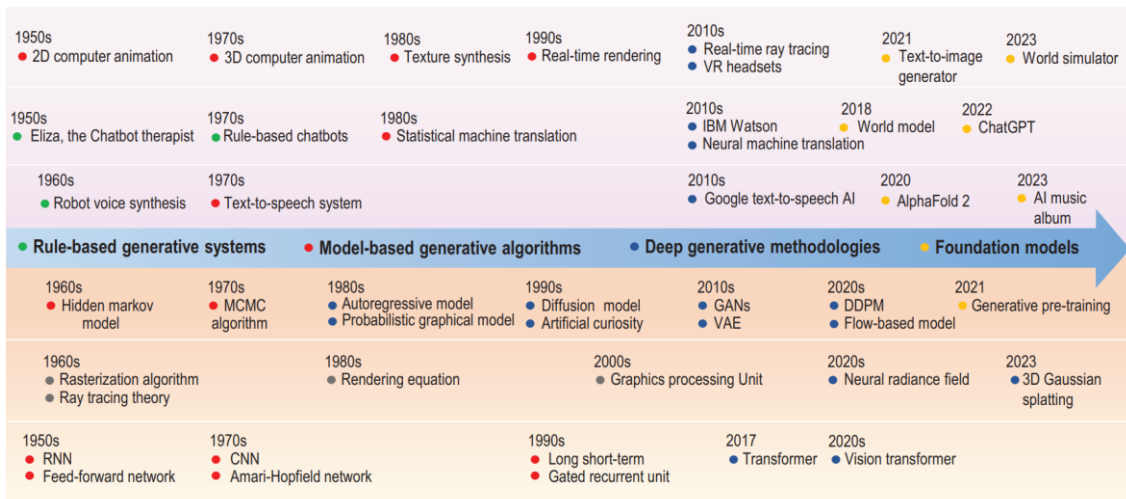 1950s
2D computer animation
1970s
3D computer animation
1980s
Texture synthesis
1990s
Real-time rendering
2010s
Real-time ray tracing
VR headsets
2021
Text-to-image
generator
2023
World simulator
1950s
Eliza, the Chatbot therapist
1970s
Rule-based chatbots
1980s
Statistical machine translation
2010s
IBM Watson
Neural machine translation
2018
World model
2022
ChatGPT
1960s
Robot voice synthesis
1970s
Text-to-speech system
2010s
Google text-to-speech AI
2020
AlphaFold 2
2023
AI music
album
Rule-based generative systems
Model-based generative algorithms
Deep generative methodologies
Foundation models
1960s
Hidden markov
model
1970s
MCMC
algorithm
1980s
Autoregressive model
Probabilistic graphical model
1990s
Diffusion model
Artificial curiosity
2010s
GANs
VAE
2020s
DDPM
Flow-based model
2021
Generative pre-training
1960s
Rasterization algorithm
Ray tracing theory
1980s
Rendering equation
2000s
Graphics processing Unit
2020s
Neural radiance field
2023
3D Gaussian
splatting
1950s
RNN
Feed-forward network
1970s
CNN
Amari-Hopfield network
1990s
Long short-term
Gated recurrent unit
2017
Transformer
2020s
Vision transformer